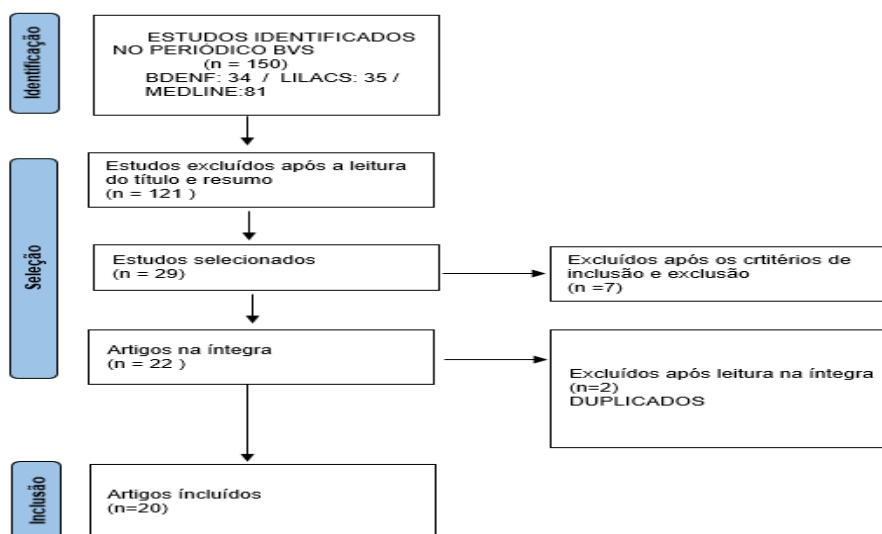 Identificação
ESTUDOS IDENTIFICADOS
NO PERIÓDICO BVS
(n = 150)
BDENF: 34 / LILACS: 35 /
MEDLINE:81
Seleção
Estudos excluídos após a leitura
do título e resumo
(n = 121 )
Estudos selecionados
(n = 29)
Excluídos após os crtitérios de
inclusão e exclusão
(n =7)
Artigos na íntegra
(n = 22 )
Excluídos após leitura na íntegra
(n=2)
DUPLICADOS
Inclusão
Artigos íncluídos
(n=20)